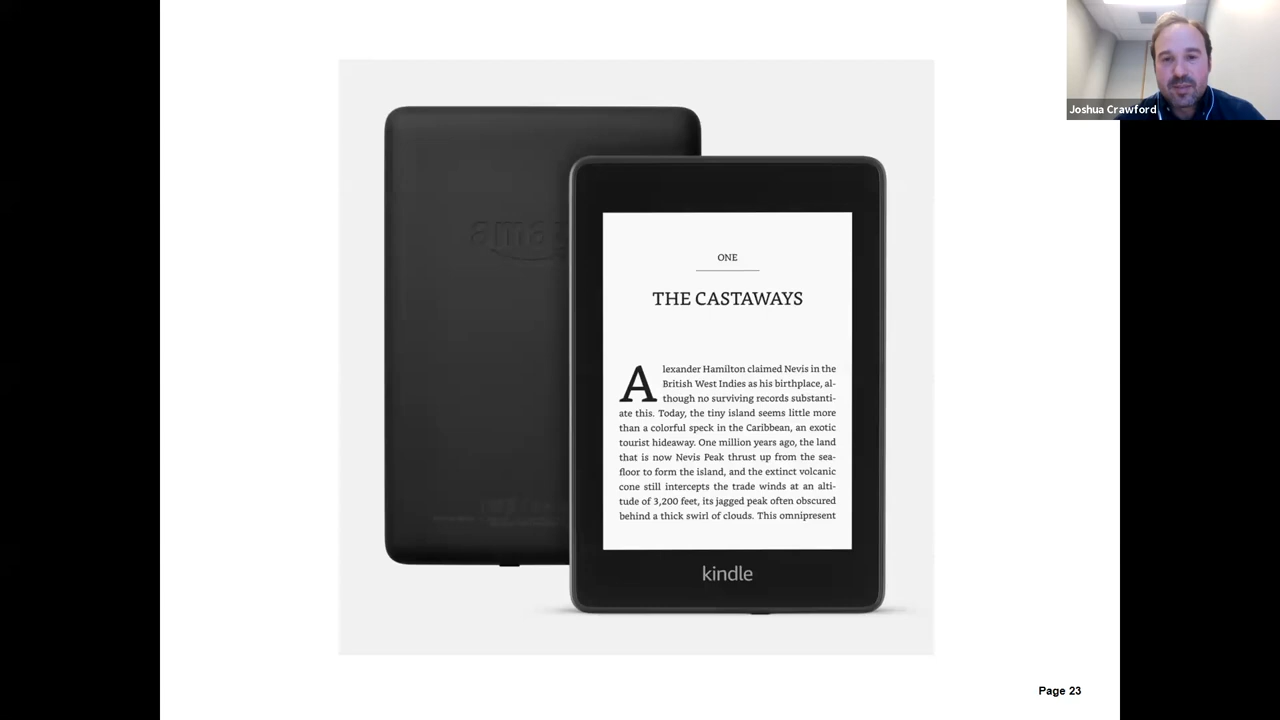 Joshua Crawford
amaz
ONE
THE CASTAWAYS
Alexander Hamilton claimed Nevis in the
British West Indies as his birthplace, al-
though no surviving records substanti-
ate this. Today, the tiny island seems little more
than a colorful speck in the Caribbean, an exotic
tourist hideaway. One million years ago, the land
that is now Nevis Peak thrust up from the sea-
floor to form the island, and the extinct volcanic
cone still intercepts the trade winds at an alti-
tude of 3,200 feet, its jagged peak often obscured
behind a thick swirl of clouds. This omnipresent
kindle
Page 23